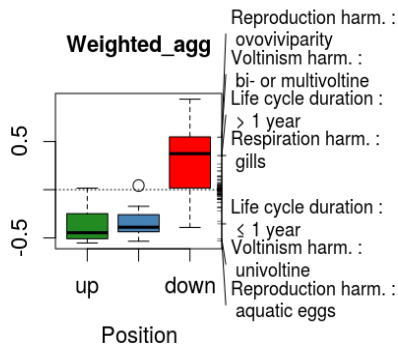 Weighted_agg
0.5
-0.5
up
down
Position
Reproduction harm. :
ovoviviparity
Voltinism harm. :
bi- or multivoltine
Life cycle duration :
> 1 year
Respiration harm. :
gills
Life cycle duration :
≤ 1 year
Voltinism harm. :
univoltine
Reproduction harm. :
aquatic eggs